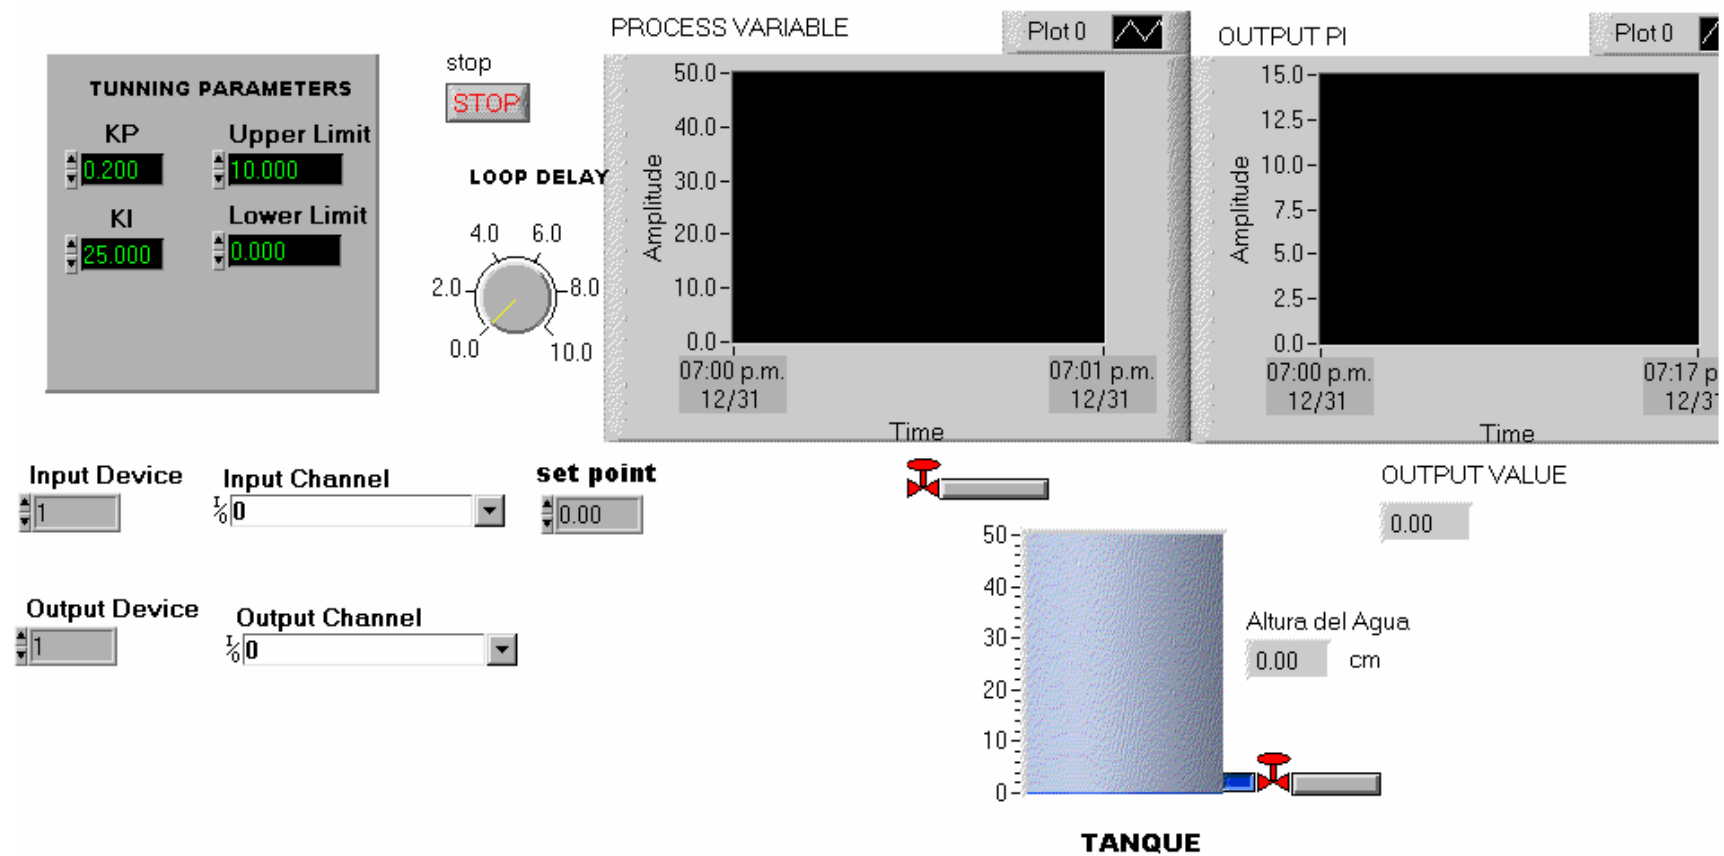 TUNNING PARAMETERS
KP
0.200
Upper Limit
10.000
KI
25.000
Lower Limit
0.000
stop
STOP
LOOP DELAY
0.0
2.0
4.0
6.0
8.0
10.0
PROCESS VARIABLE
Plot 0
Amplitude
50.0
40.0
30.0
20.0
10.0
0.0
07:00 p.m.
12/31
07:01 p.m.
12/31
Time
OUTPUT PI
Plot 0
Amplitude
15.0
12.5
10.0
7.5
5.0
2.5
0.0
07:00 p.m.
12/31
07:17 p
12/3
Time
Input Device
1
Input Channel
I/O 0
set point
0.00
Output Device
1
Output Channel
I/O 0
OUTPUT VALUE
0.00
50
40
30
20
10
0
Altura del Agua
0.00 cm
TANQUE